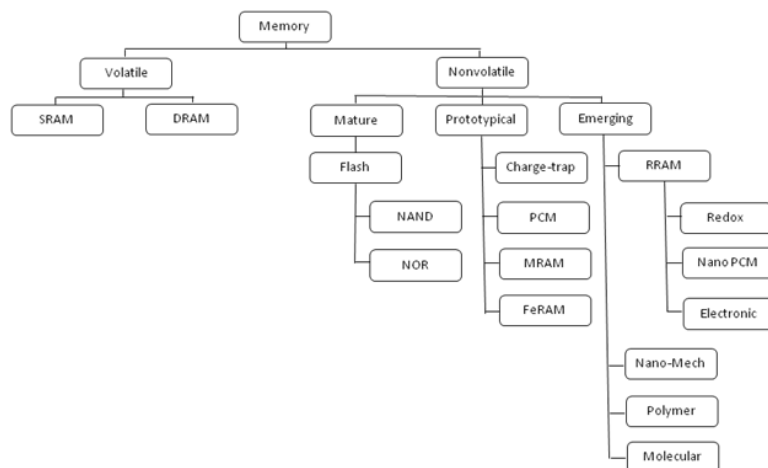 Memory
Volatile
Nonvolatile
SRAM
DRAM
Mature
Prototypical
Emerging
Flash
Charge-trap
RRAM
NAND
PCM
Redox
NOR
MRAM
Nano PCM
FeRAM
Electronic
Nano-Mech
Polymer
Molecular